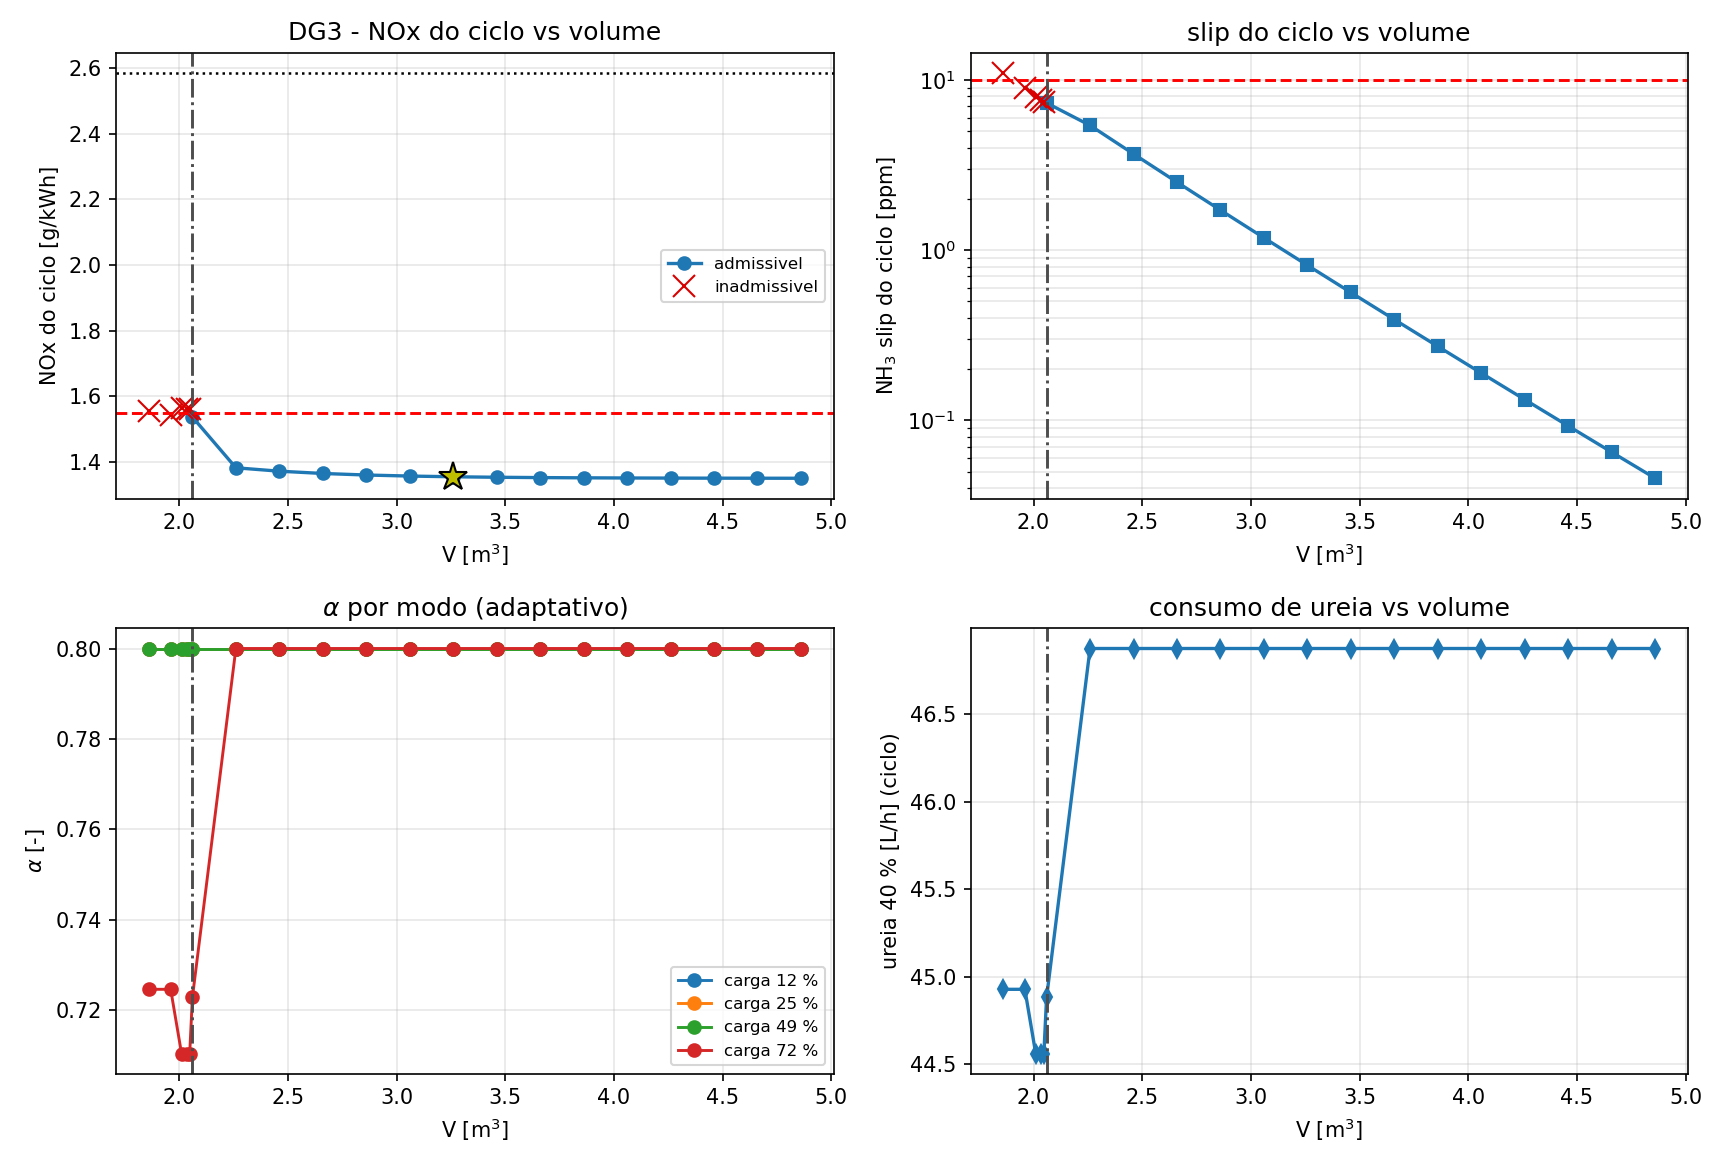 DG3 - NOx do ciclo vs volume
NOx do ciclo [g/kWh]
2.6
2.4
2.2
2.0
1.8
1.6
1.4
admissivel
inadmissivel
2.0 2.5 3.0 3.5 4.0 4.5 5.0
V [m³]
slip do ciclo vs volume
NH₃ slip do ciclo [ppm]
10¹
10⁰
10⁻¹
2.0 2.5 3.0 3.5 4.0 4.5 5.0
V [m³]
α por modo (adaptativo)
α [-]
0.80
0.78
0.76
0.74
0.72
carga 12 %
carga 25 %
carga 49 %
carga 72 %
2.0 2.5 3.0 3.5 4.0 4.5 5.0
V [m³]
consumo de ureia vs volume
ureia 40 % [L/h] (ciclo)
46.5
46.0
45.5
45.0
44.5
2.0 2.5 3.0 3.5 4.0 4.5 5.0
V [m³]